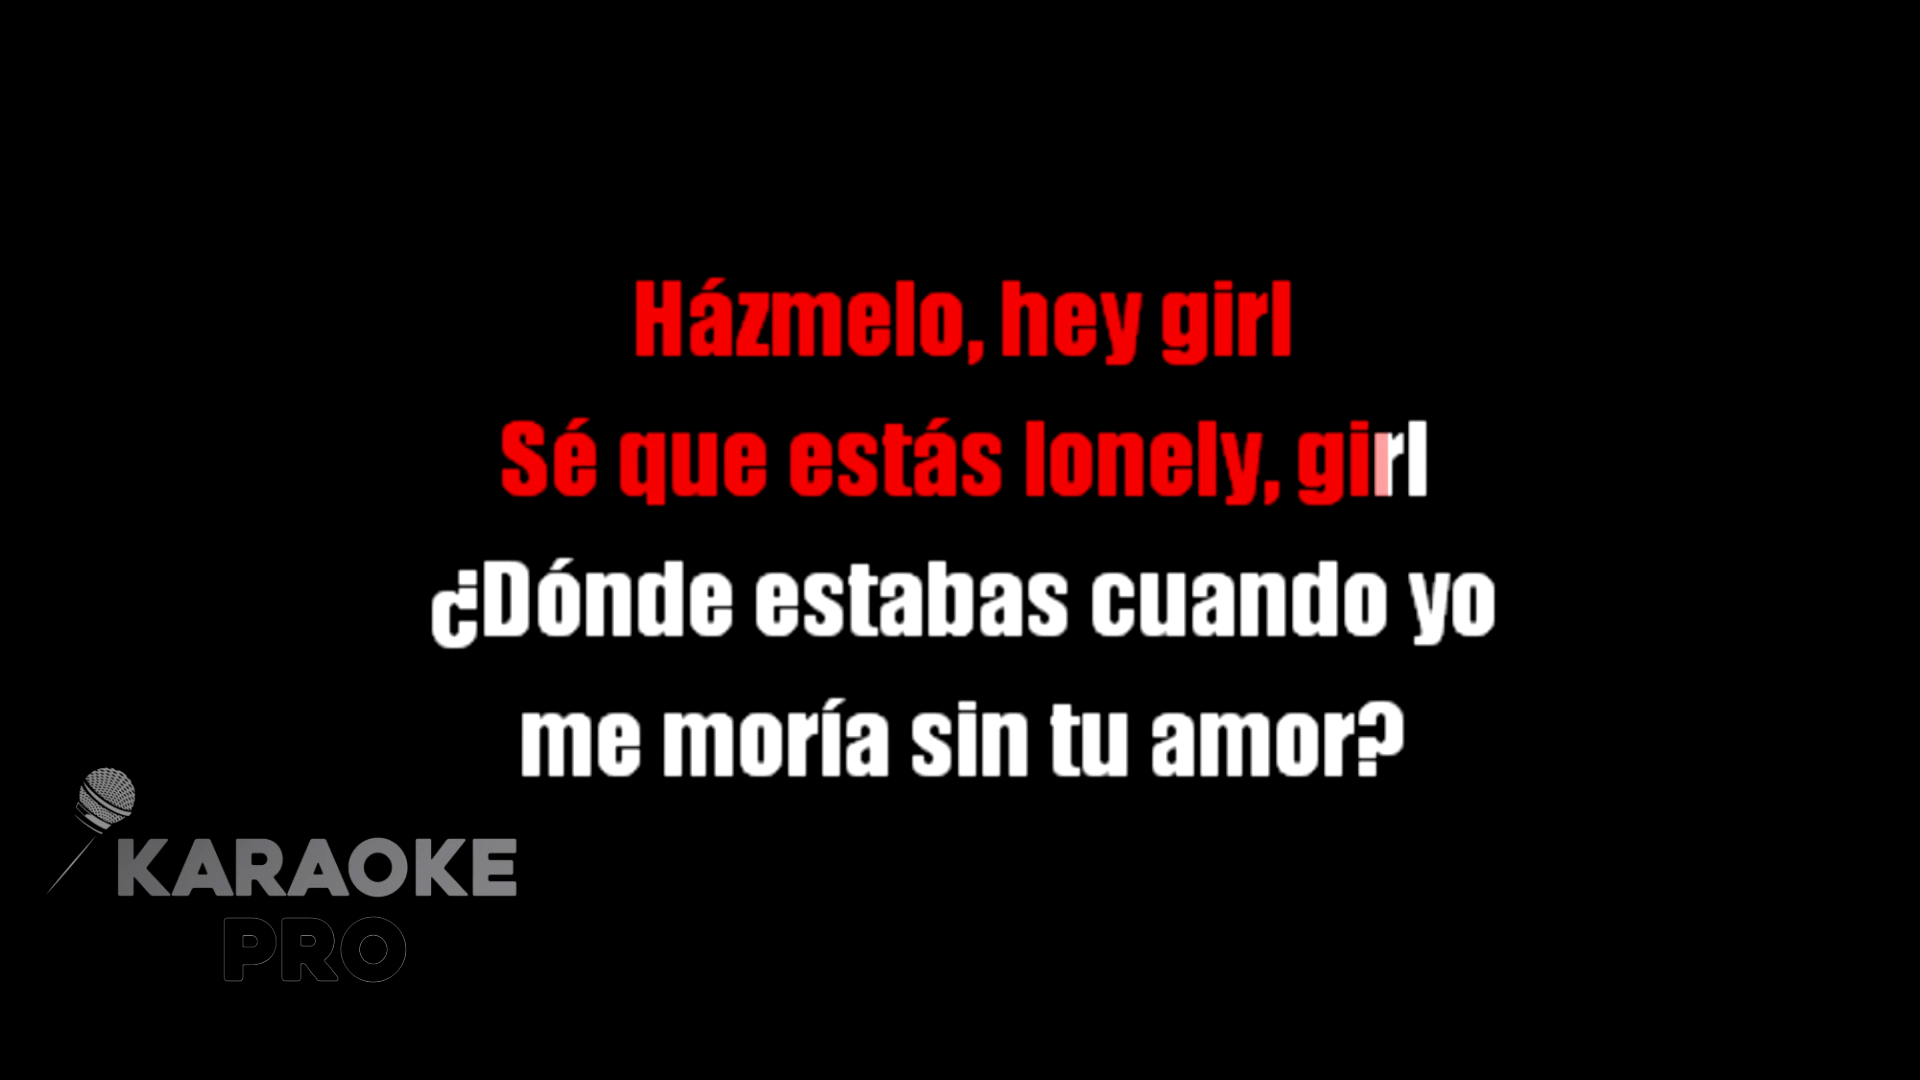 Házmelo, hey girl
Sé que estás lonely, girl
¿Dónde estabas cuando yo
me moría sin tu amor?
KARAOKE
PRO